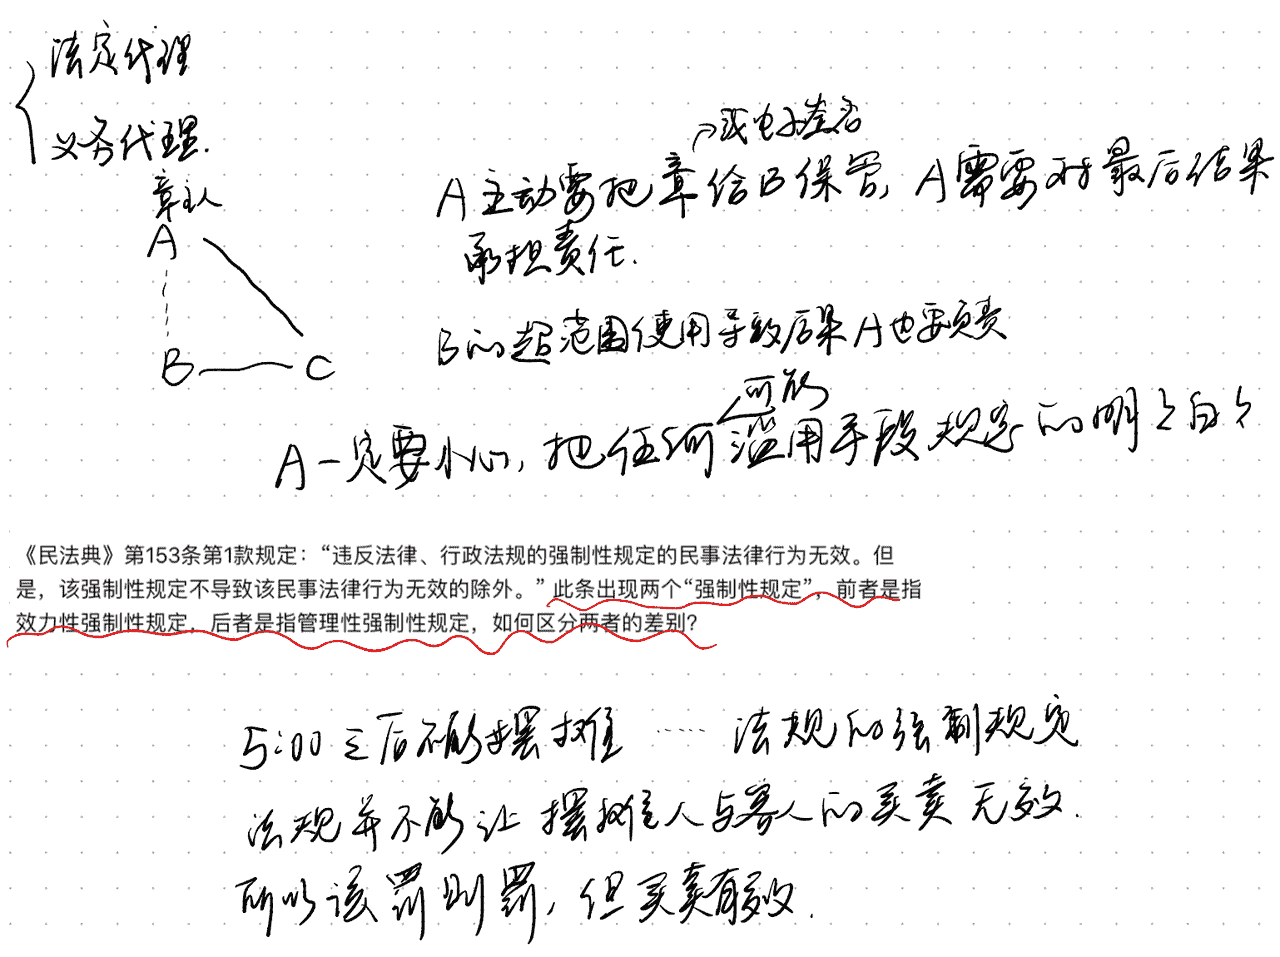 法定代理
义务代理.
章主人
A
B
C
→或电子签名
A主动要把章给B保管, A需要对最后结果
承担责任.
B的超范围使用导致后果A也要负责
可能
A一定要小心, 把任何滥用手段规定的明明白白
《民法典》第153条第1款规定:“违反法律、行政法规的强制性规定的民事法律行为无效。但
是，该强制性规定不导致该民事法律行为无效的除外。”此条出现两个“强制性规定”，前者是指
效力性强制性规定，后者是指管理性强制性规定，如何区分两者的差别?
5:00之后不能摆摊 …… 法规的强制规定
法规并不能让摆摊主人与客人的买卖无效.
所以该罚则罚, 但买卖有效.